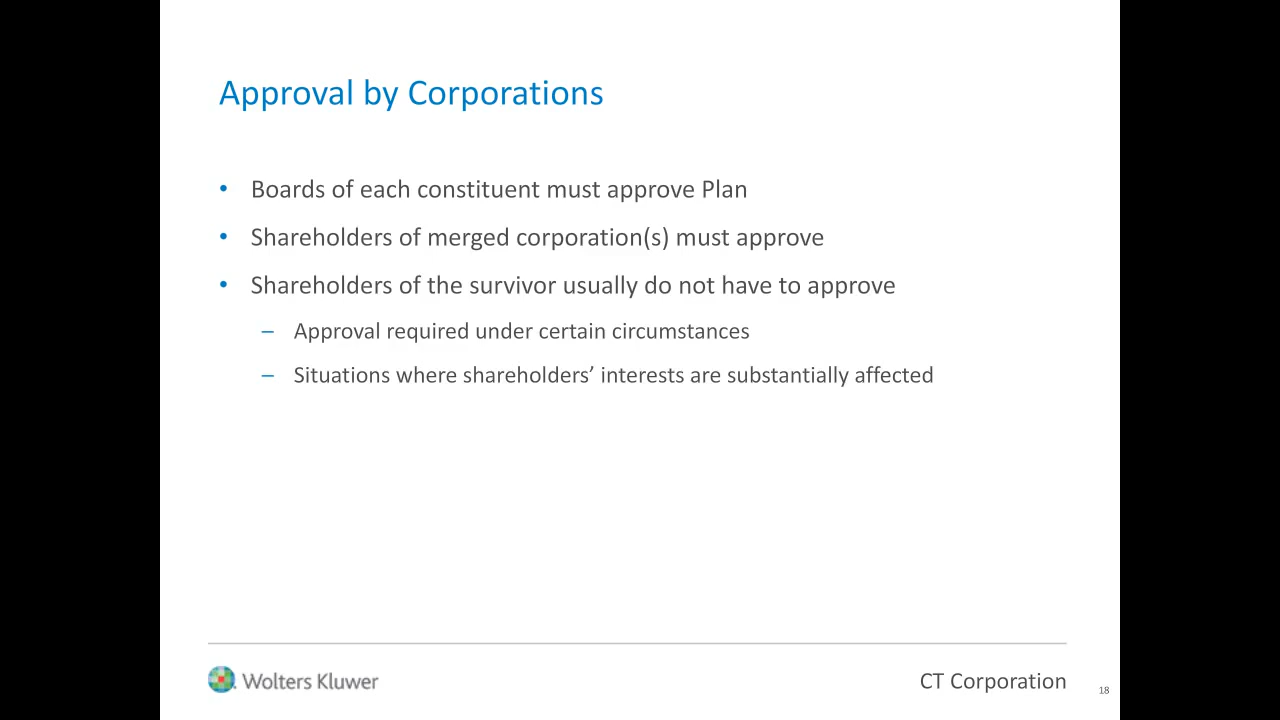 Approval by Corporations
• Boards of each constituent must approve Plan
• Shareholders of merged corporation(s) must approve
• Shareholders of the survivor usually do not have to approve
– Approval required under certain circumstances
– Situations where shareholders’ interests are substantially affected
Wolters Kluwer
CT Corporation
18